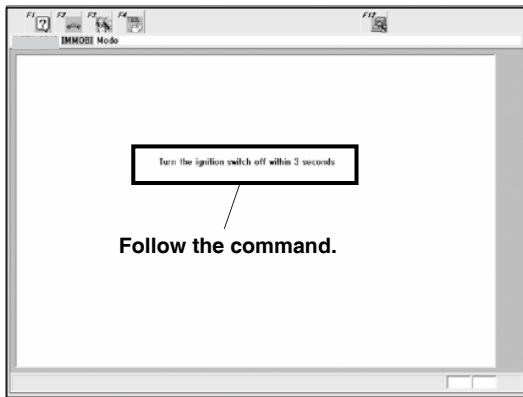 F1 F2 F3 F4 F12
IMMOBI Mode
Turn the ignition switch off within 3 seconds
Follow the command.